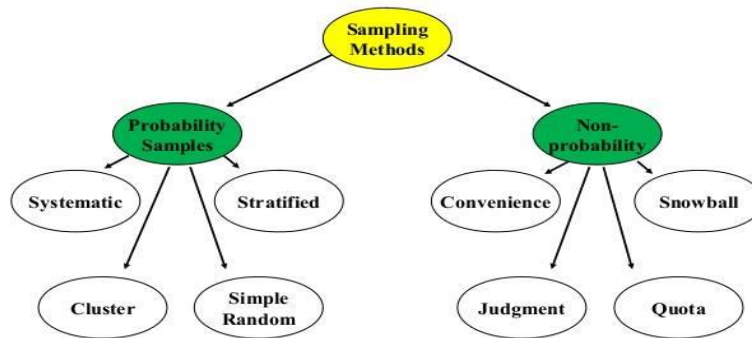 Sampling
Methods
Probability
Samples
Non-
probability
Systematic
Stratified
Convenience
Snowball
Cluster
Simple
Random
Judgment
Quota